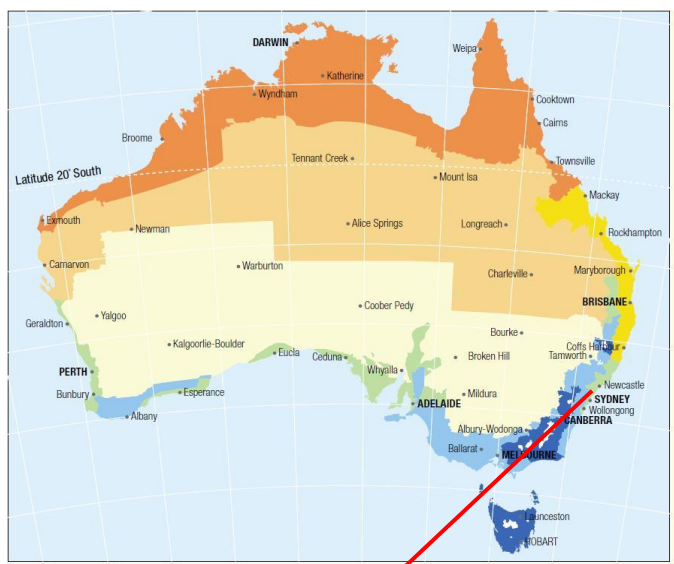 DARWIN
Weipa
Katherine
Wyndham
Cooktown
Cairns
Broome
Tennant Creek
Townsville
Latitude 20° South
Mount Isa
Mackay
Exmouth
Newman
Alice Springs
Longreach
Rockhampton
Carnarvon
Warburton
Charleville
Maryborough
Coober Pedy
BRISBANE
Geraldton
Yalgoo
Bourke
Kalgoorlie-Boulder
Eucla
Ceduna
Broken Hill
Coffs Harbour
Tamworth
PERTH
Whyalla
Bunbury
Esperance
Mildura
Newcastle
ADELAIDE
SYDNEY
Wollongong
Albany
CANBERRA
Albury-Wodonga
Ballarat
MELBOURNE
Launceston
HOBART